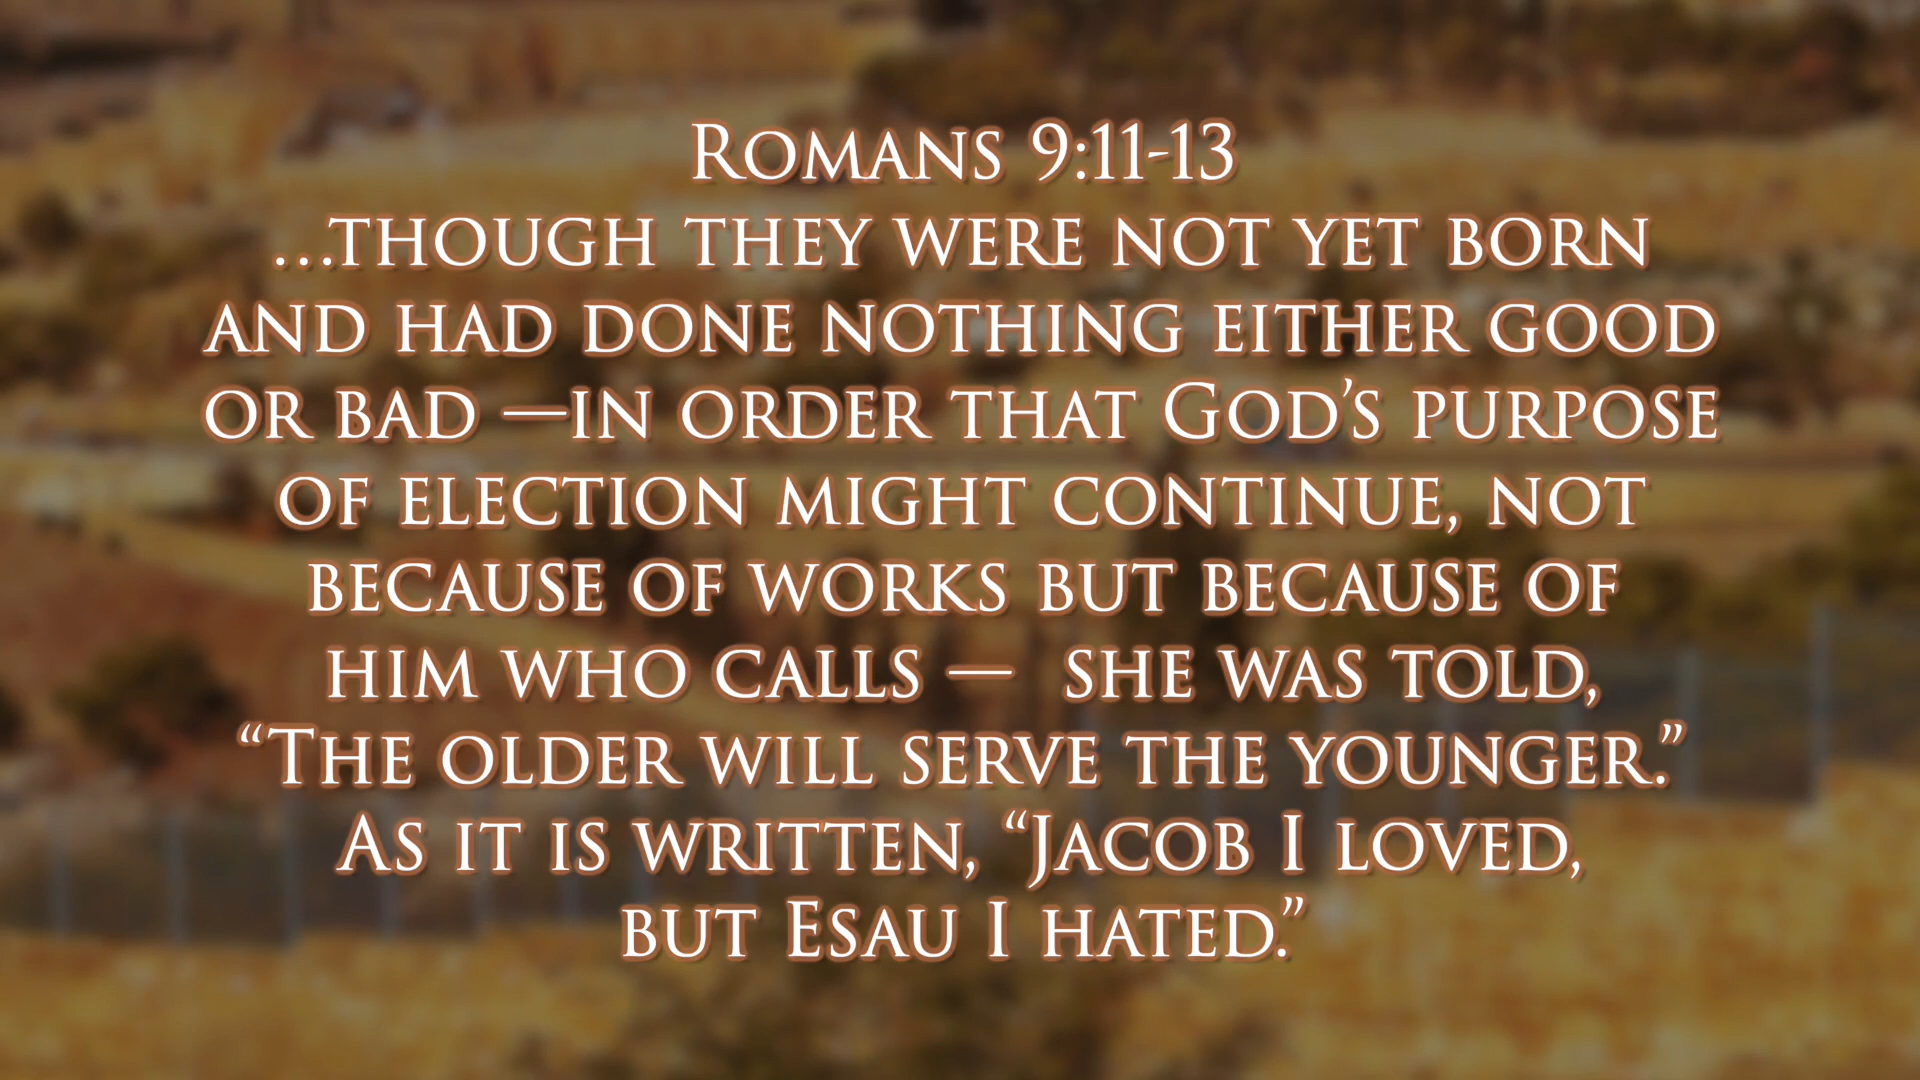 Romans 9:11-13
…though they were not yet born
and had done nothing either good
or bad —in order that God’s purpose
of election might continue, not
because of works but because of
him who calls — she was told,
“The older will serve the younger.”
As it is written, “Jacob I loved,
but Esau I hated.”